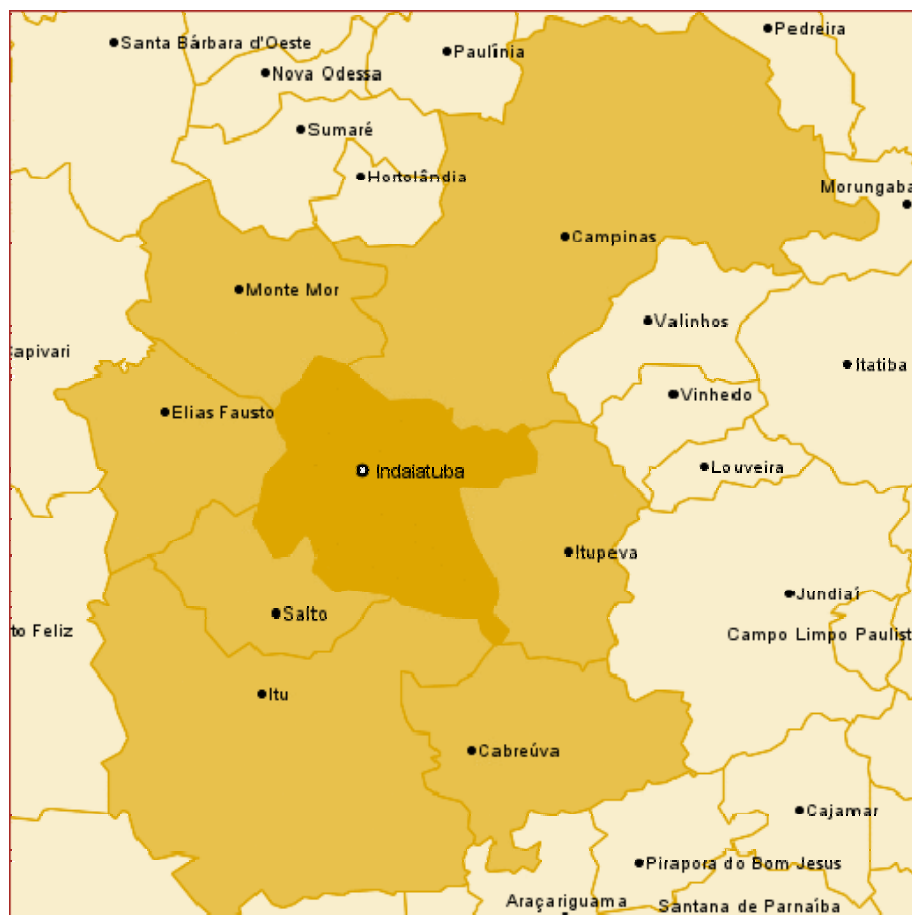 Pedreira
Santa Bárbara d'Oeste
Paulínia
Nova Odessa
Sumaré
Hortolândia
Morungaba
Campinas
Monte Mor
Valinhos
apivari
Itatiba
Vinhedo
Elias Fausto
Louveira
Indaiatuba
Itupeva
Jundiaí
Salto
to Feliz
Campo Limpo Paulist
Itu
Cabreúva
Cajamar
Pirapora do Bom Jesus
Araçariguama
Santana de Parnaíba